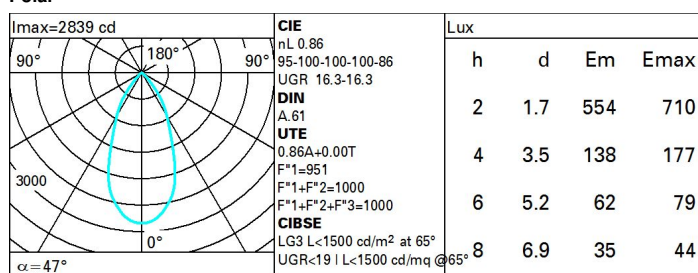 Imax=2839 cd
90° 180° 90°
3000
0°
α=47°
CIE
nL 0.86
95-100-100-100-86
UGR 16.3-16.3
DIN
A.61
UTE
0.86A+0.00T
F"1=951
F"1+F"2=1000
F"1+F"2+F"3=1000
CIBSE
LG3 L<1500 cd/m² at 65°
UGR<19 | L<1500 cd/mq @65°
Lux
h d Em Emax
2 1.7 554 710
4 3.5 138 177
6 5.2 62 79
8 6.9 35 44